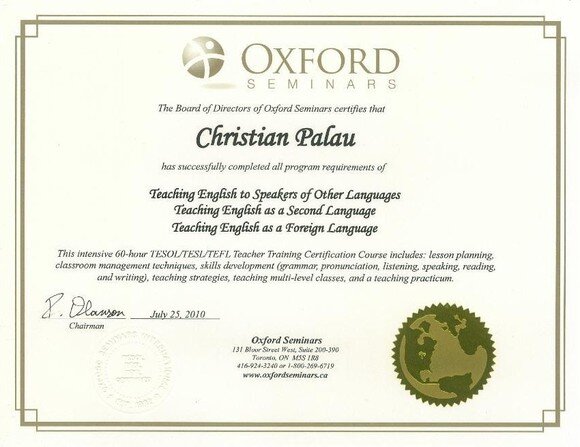 OXFORD
SEMINARS
The Board of Directors of Oxford Seminars certifies that
Christian Palau
has successfully completed all program requirements of
Teaching English to Speakers of Other Languages
Teaching English as a Second Language
Teaching English as a Foreign Language
This intensive 60-hour TESOL/TESL/TEFL Teacher Training Certification Course includes: lesson planning,
classroom management techniques, skills development (grammar, pronunciation, listening, speaking, reading,
and writing), teaching strategies, teaching multi-level classes, and a teaching practicum.
July 25, 2010
Chairman
Oxford Seminars
131 Bloor Street West, Suite 200-390
Toronto, ON M5S 1R8
416-924-3240 or 1-800-269-6719
www.oxfordseminars.ca